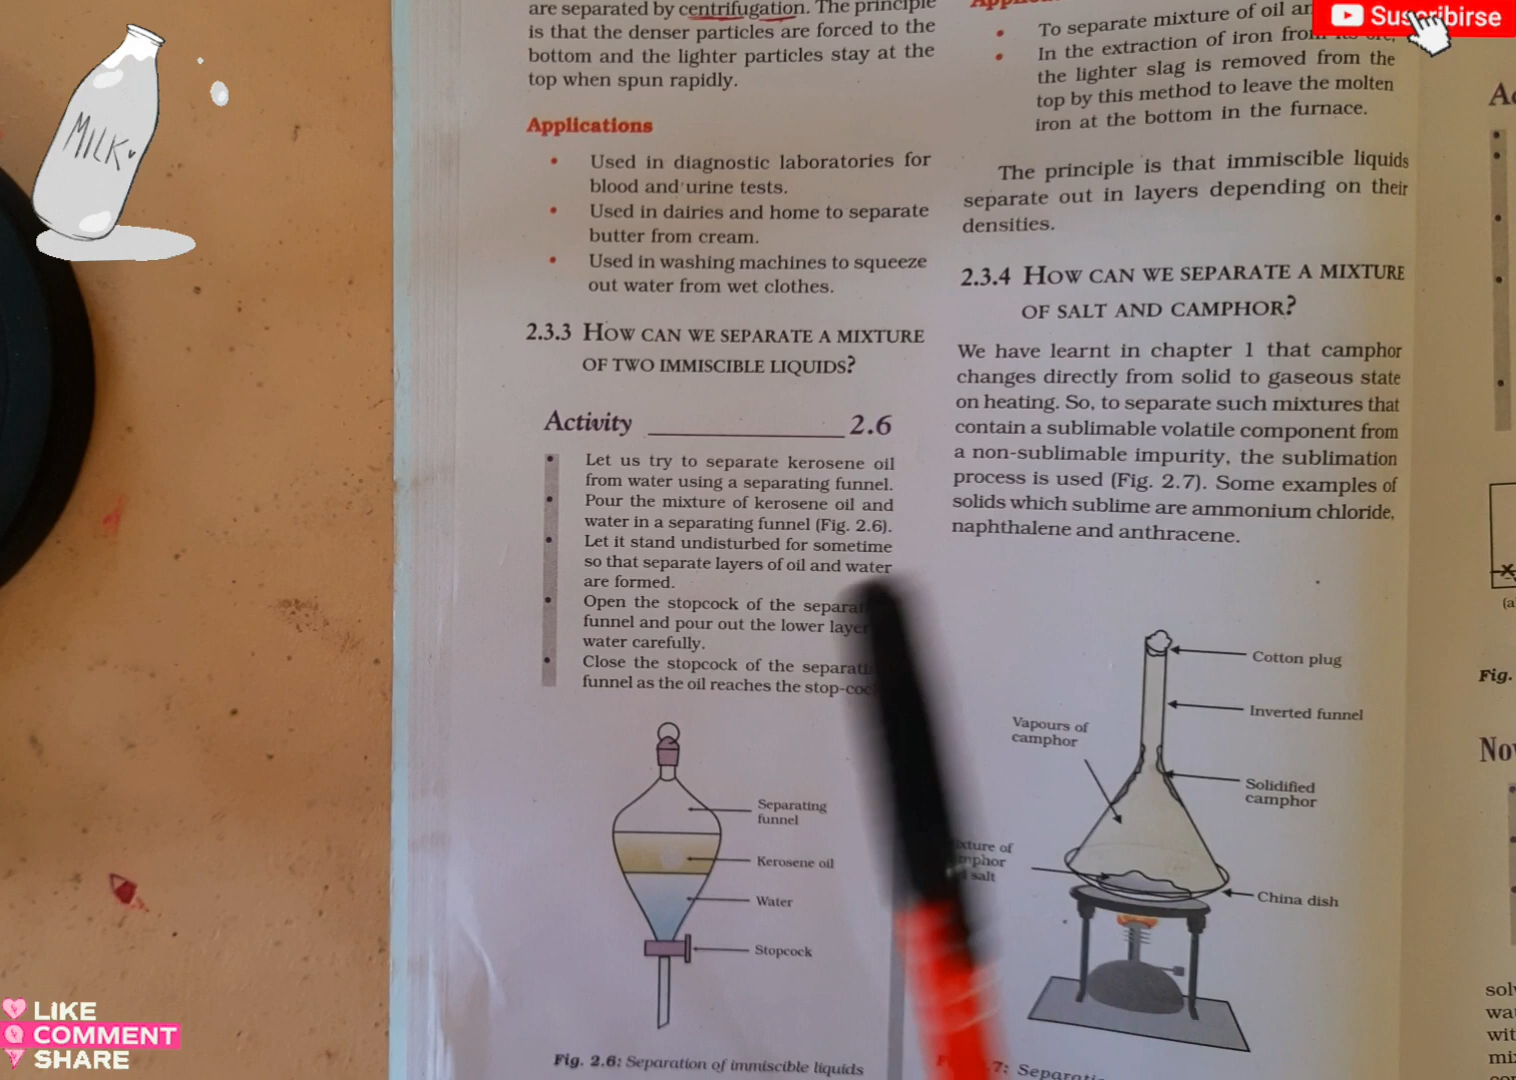 MILK
are separated by centrifugation. The principle
is that the denser particles are forced to the
bottom and the lighter particles stay at the
top when spun rapidly.
Applications
• Used in diagnostic laboratories for
blood and urine tests.
• Used in dairies and home to separate
butter from cream.
• Used in washing machines to squeeze
out water from wet clothes.
2.3.3 HOW CAN WE SEPARATE A MIXTURE
OF TWO IMMISCIBLE LIQUIDS?
Activity 2.6
• Let us try to separate kerosene oil
from water using a separating funnel.
• Pour the mixture of kerosene oil and
water in a separating funnel (Fig. 2.6).
• Let it stand undisturbed for sometime
so that separate layers of oil and water
are formed.
• Open the stopcock of the
funnel and pour out the lower layer
water carefully.
• Close the stopcock of the
funnel as the oil reaches the
Separating
funnel
Kerosene oil
Water
Stopcock
Fig. 2.6: Separation of immiscible liquids
Suscribirse
• To separate mixture of oil
• In the extraction of iron from
the lighter slag is removed from the
top by this method to leave the molten
iron at the bottom in the furnace.
The principle is that immiscible liquids
separate out in layers depending on their
densities.
2.3.4 HOW CAN WE SEPARATE A MIXTURE
OF SALT AND CAMPHOR?
We have learnt in chapter 1 that camphor
changes directly from solid to gaseous state
on heating. So, to separate such mixtures that
contain a sublimable volatile component from
a non-sublimable impurity, the sublimation
process is used (Fig. 2.7). Some examples of
solids which sublime are ammonium chloride,
naphthalene and anthracene.
Cotton plug
Inverted funnel
Vapours of
camphor
Solidified
camphor
of
salt
China dish
7:
(a
Fig.
LIKE
COMMENT
SHARE